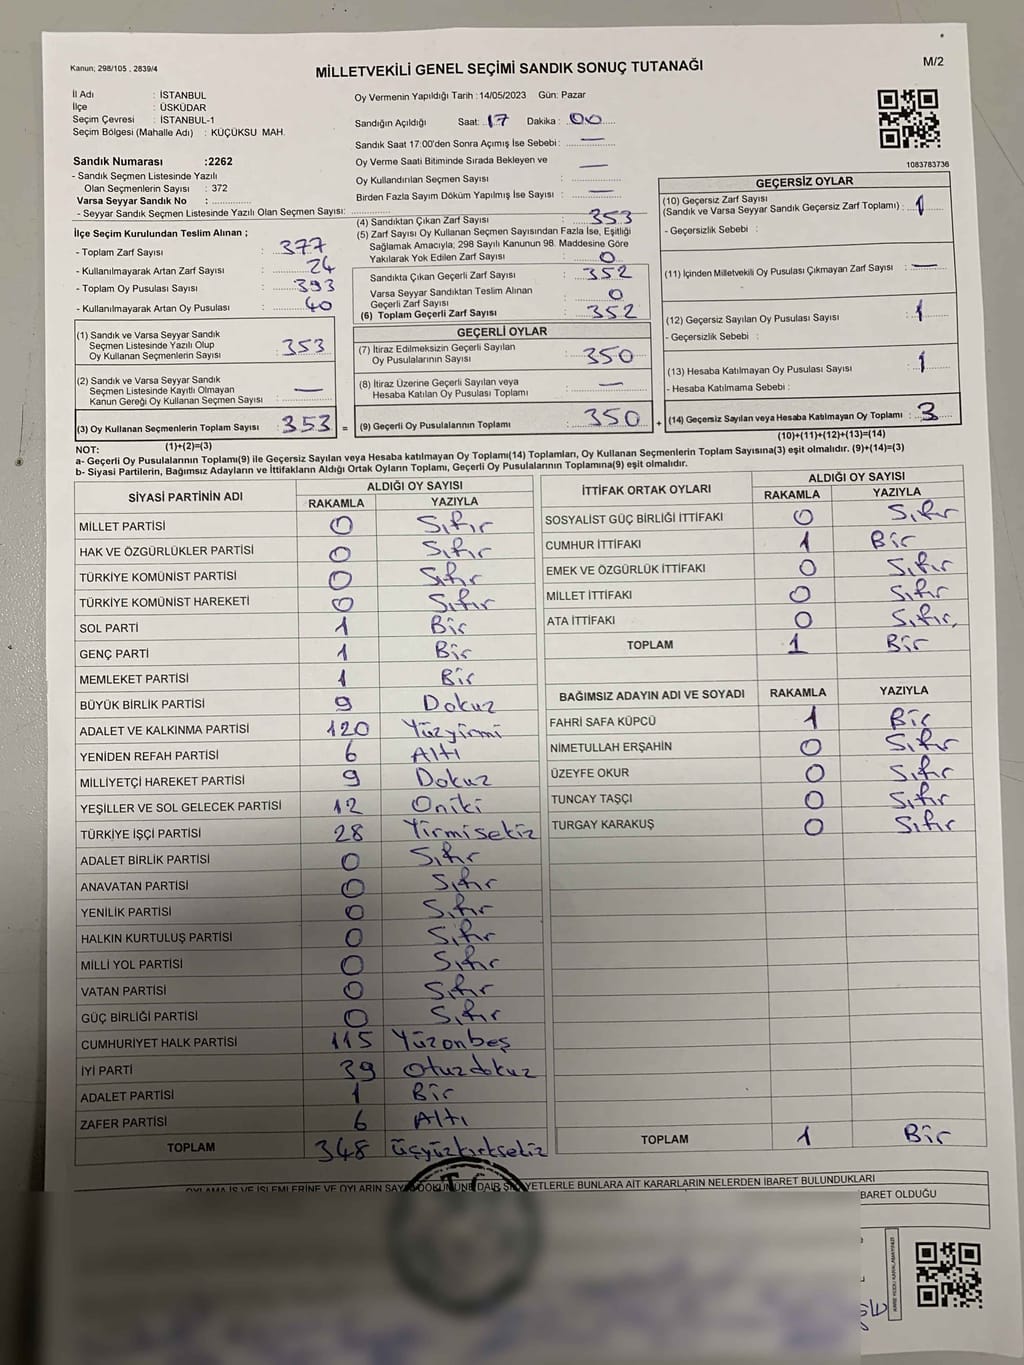 Kanun; 298/105 , 2839/4
MİLLETVEKİLİ GENEL SEÇİMİ SANDIK SONUÇ TUTANAĞI
M/2
İl Adı : İSTANBUL
İlçe : ÜSKÜDAR
Seçim Çevresi : İSTANBUL-1
Seçim Bölgesi (Mahalle Adı) : KÜÇÜKSU MAH.
Sandık Numarası :2262
- Sandık Seçmen Listesinde Yazılı
Olan Seçmenlerin Sayısı : 372
Varsa Seyyar Sandık No :
- Seyyar Sandık Seçmen Listesinde Yazılı Olan Seçmen Sayısı:
Oy Vermenin Yapıldığı Tarih :14/05/2023 Gün: Pazar
Sandığın Açıldığı Saat: 17 Dakika : 00
Sandık Saat 17:00'den Sonra Açılmış İse Sebebi : —
Oy Verme Saati Bitiminde Sırada Bekleyen ve
Oy Kullandırılan Seçmen Sayısı : —
Birden Fazla Sayım Döküm Yapılmış İse Sayısı : —
1083783736
İlçe Seçim Kurulundan Teslim Alınan ;
- Toplam Zarf Sayısı : 377
- Kullanılmayarak Artan Zarf Sayısı : 24
- Toplam Oy Pusulası Sayısı : 393
- Kullanılmayarak Artan Oy Pusulası : 40
(1) Sandık ve Varsa Seyyar Sandık
Seçmen Listesinde Yazılı Olup
Oy Kullanan Seçmenlerin Sayısı : 353
(2) Sandık ve Varsa Seyyar Sandık
Seçmen Listesinde Kayıtlı Olmayan
Kanun Gereği Oy Kullanan Seçmen Sayısı : —
(3) Oy Kullanan Seçmenlerin Toplam Sayısı : 353 =
(1)+(2)=(3)
(4) Sandıktan Çıkan Zarf Sayısı : 353
(5) Zarf Sayısı Oy Kullanan Seçmen Sayısından Fazla İse, Eşitliği
Sağlamak Amacıyla; 298 Sayılı Kanunun 98. Maddesine Göre
Yakılarak Yok Edilen Zarf Sayısı : 0
Sandıkta Çıkan Geçerli Zarf Sayısı : 352
Varsa Seyyar Sandıktan Teslim Alınan
Geçerli Zarf Sayısı : 0
(6) Toplam Geçerli Zarf Sayısı : 352
GEÇERLİ OYLAR
(7) İtiraz Edilmeksizin Geçerli Sayılan
Oy Pusulalarının Sayısı : 350
(8) İtiraz Üzerine Geçerli Sayılan veya
Hesaba Katılan Oy Pusulası Toplamı : —
(9) Geçerli Oy Pusulalarının Toplamı : 350 +
GEÇERSİZ OYLAR
(10) Geçersiz Zarf Sayısı
(Sandık ve Varsa Seyyar Sandık Geçersiz Zarf Toplamı) : 1
- Geçersizlik Sebebi :
(11) İçinden Milletvekili Oy Pusulası Çıkmayan Zarf Sayısı : —
(12) Geçersiz Sayılan Oy Pusulası Sayısı : 1
- Geçersizlik Sebebi :
(13) Hesaba Katılmayan Oy Pusulası Sayısı : 1
- Hesaba Katılmama Sebebi :
(14) Geçersiz Sayılan veya Hesaba Katılmayan Oy Toplamı : 3
(10)+(11)+(12)+(13)=(14)
NOT:
a- Geçerli Oy Pusulalarının Toplamı(9) ile Geçersiz Sayılan veya Hesaba katılmayan Oy Toplamı(14) Toplamları, Oy Kullanan Seçmenlerin Toplam Sayısına(3) eşit olmalıdır. (9)+(14)=(3)
b- Siyasi Partilerin, Bağımsız Adayların ve İttifakların Aldığı Ortak Oyların Toplamı, Geçerli Oy Pusulalarının Toplamına(9) eşit olmalıdır.
SİYASİ PARTİNİN ADI ALDIĞI OY SAYISI
RAKAMLA YAZIYLA
MİLLET PARTİSİ 0 Sıfır
HAK VE ÖZGÜRLÜKLER PARTİSİ 0 Sıfır
TÜRKİYE KOMÜNİST PARTİSİ 0 Sıfır
TÜRKİYE KOMÜNİST HAREKETİ 0 Sıfır
SOL PARTİ 1 Bir
GENÇ PARTİ 1 Bir
MEMLEKET PARTİSİ 1 Bir
BÜYÜK BİRLİK PARTİSİ 9 Dokuz
ADALET VE KALKINMA PARTİSİ 120 Yüzyirmi
YENİDEN REFAH PARTİSİ 6 Altı
MİLLİYETÇİ HAREKET PARTİSİ 9 Dokuz
YEŞİLLER VE SOL GELECEK PARTİSİ 12 Oniki
TÜRKİYE İŞÇİ PARTİSİ 28 Yirmisekiz
ADALET BİRLİK PARTİSİ 0 Sıfır
ANAVATAN PARTİSİ 0 Sıfır
YENİLİK PARTİSİ 0 Sıfır
HALKIN KURTULUŞ PARTİSİ 0 Sıfır
MİLLİ YOL PARTİSİ 0 Sıfır
VATAN PARTİSİ 0 Sıfır
GÜÇ BİRLİĞİ PARTİSİ 0 Sıfır
CUMHURİYET HALK PARTİSİ 115 Yüzonbeş
İYİ PARTİ 39 otuzdokuz
ADALET PARTİSİ 1 Bir
ZAFER PARTİSİ 6 Altı
TOPLAM 348 üçyüzkırksekiz
İTTİFAK ORTAK OYLARI ALDIĞI OY SAYISI
RAKAMLA YAZIYLA
SOSYALİST GÜÇ BİRLİĞİ İTTİFAKI 0 Sıfır
CUMHUR İTTİFAKI 1 Bir
EMEK VE ÖZGÜRLÜK İTTİFAKI 0 Sıfır
MİLLET İTTİFAKI 0 Sıfır
ATA İTTİFAKI 0 Sıfır
TOPLAM 1 Bir
BAĞIMSIZ ADAYIN ADI VE SOYADI RAKAMLA YAZIYLA
FAHRİ SAFA KÜPCÜ 1 Bir
NİMETULLAH ERŞAHİN 0 Sıfır
ÜZEYFE OKUR 0 Sıfır
TUNCAY TAŞÇI 0 Sıfır
TURGAY KARAKUŞ 0 Sıfır
TOPLAM 1 Bir
OYLAMA İŞ VE İŞLEMLERİNE VE OYLARIN SAYIM DÖKÜMÜNE DAİR ŞİKAYETLERLE BUNLARA AİT KARARLARIN NELERDEN İBARET BULUNDUKLARI
T.C.
BARET OLDUĞU